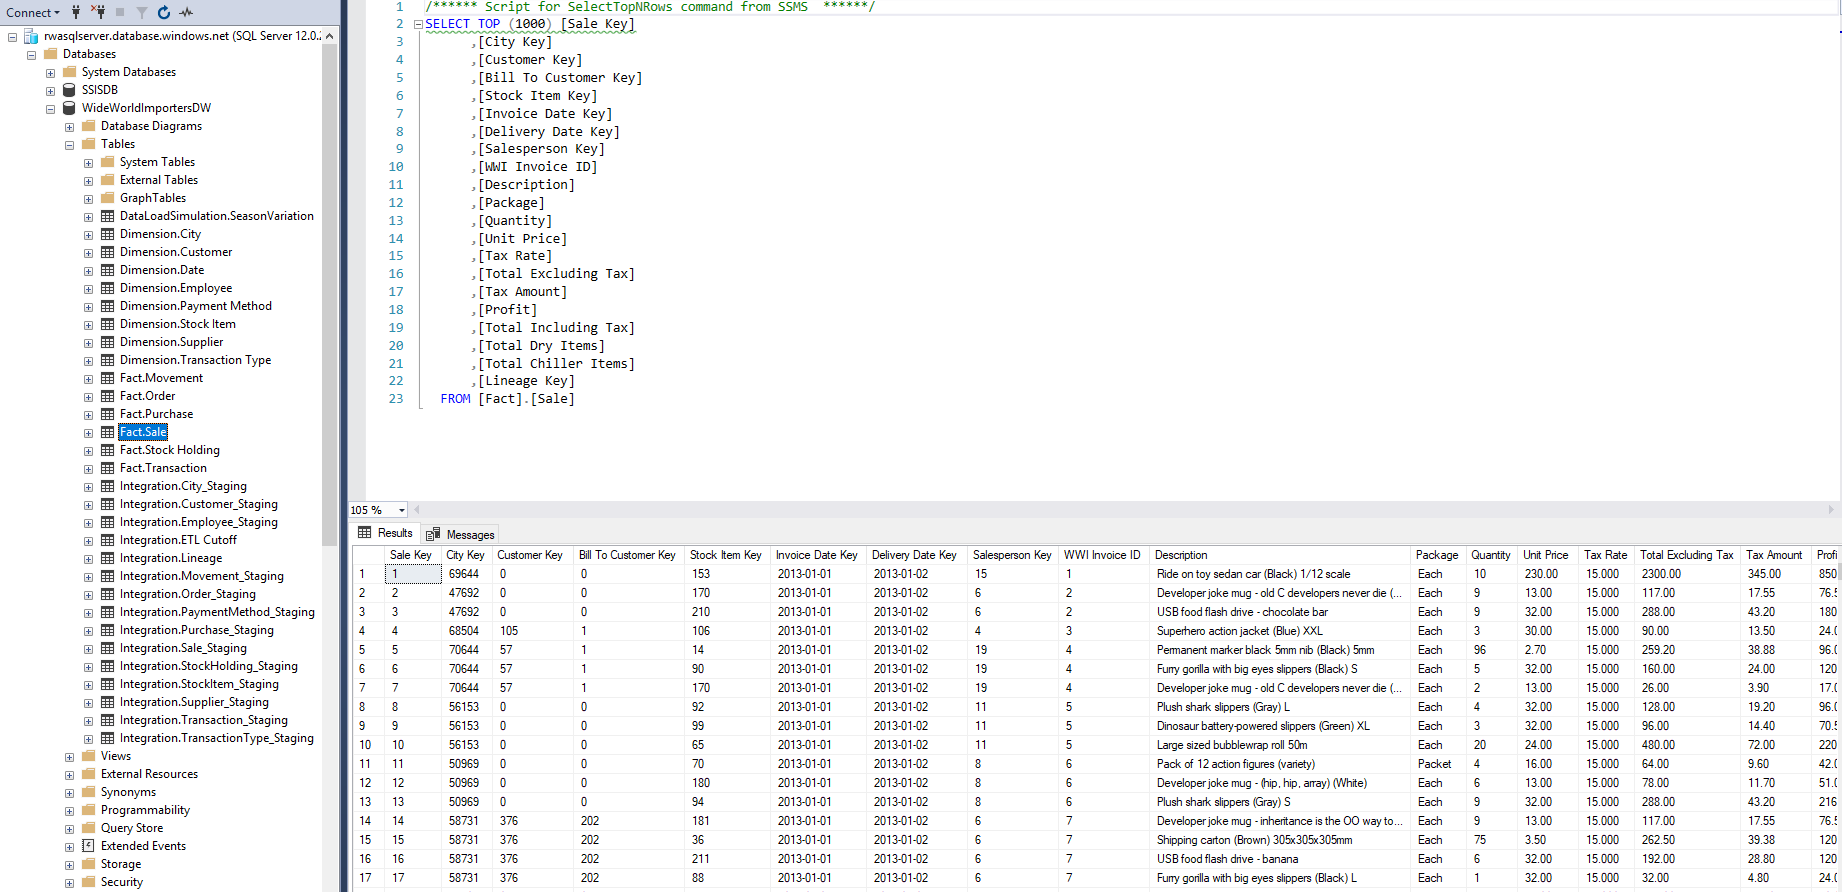 Connect
rwasqlserver.database.windows.net (SQL Server 12.0.2
Databases
System Databases
SSISDB
WideWorldImportersDW
Database Diagrams
Tables
System Tables
External Tables
GraphTables
DataLoadSimulation.SeasonVariation
Dimension.City
Dimension.Customer
Dimension.Date
Dimension.Employee
Dimension.Payment Method
Dimension.Stock Item
Dimension.Supplier
Dimension.Transaction Type
Fact.Movement
Fact.Order
Fact.Purchase
Fact.Sale
Fact.Stock Holding
Fact.Transaction
Integration.City_Staging
Integration.Customer_Staging
Integration.Employee_Staging
Integration.ETL Cutoff
Integration.Lineage
Integration.Movement_Staging
Integration.Order_Staging
Integration.PaymentMethod_Staging
Integration.Purchase_Staging
Integration.Sale_Staging
Integration.StockHolding_Staging
Integration.StockItem_Staging
Integration.Supplier_Staging
Integration.Transaction_Staging
Integration.TransactionType_Staging
Views
External Resources
Synonyms
Programmability
Query Store
Extended Events
Storage
Security
1 /****** Script for SelectTopNRows command from SSMS ******/
2 SELECT TOP (1000) [Sale Key]
3 ,[City Key]
4 ,[Customer Key]
5 ,[Bill To Customer Key]
6 ,[Stock Item Key]
7 ,[Invoice Date Key]
8 ,[Delivery Date Key]
9 ,[Salesperson Key]
10 ,[WWI Invoice ID]
11 ,[Description]
12 ,[Package]
13 ,[Quantity]
14 ,[Unit Price]
15 ,[Tax Rate]
16 ,[Total Excluding Tax]
17 ,[Tax Amount]
18 ,[Profit]
19 ,[Total Including Tax]
20 ,[Total Dry Items]
21 ,[Total Chiller Items]
22 ,[Lineage Key]
23 FROM [Fact].[Sale]
105 %
Results Messages
Sale Key City Key Customer Key Bill To Customer Key Stock Item Key Invoice Date Key Delivery Date Key Salesperson Key WWI Invoice ID Description Package Quantity Unit Price Tax Rate Total Excluding Tax Tax Amount Profi
1 1 69644 0 0 153 2013-01-01 2013-01-02 15 1 Ride on toy sedan car (Black) 1/12 scale Each 10 230.00 15.000 2300.00 345.00 850
2 2 47692 0 0 170 2013-01-01 2013-01-02 6 2 Developer joke mug - old C developers never die (... Each 9 13.00 15.000 117.00 17.55 76.5
3 3 47692 0 0 210 2013-01-01 2013-01-02 6 2 USB food flash drive - chocolate bar Each 9 32.00 15.000 288.00 43.20 180
4 4 68504 105 1 106 2013-01-01 2013-01-02 4 3 Superhero action jacket (Blue) XXL Each 3 30.00 15.000 90.00 13.50 24.0
5 5 70644 57 1 14 2013-01-01 2013-01-02 19 4 Permanent marker black 5mm nib (Black) 5mm Each 96 2.70 15.000 259.20 38.88 96.0
6 6 70644 57 1 90 2013-01-01 2013-01-02 19 4 Furry gorilla with big eyes slippers (Black) S Each 5 32.00 15.000 160.00 24.00 120
7 7 70644 57 1 170 2013-01-01 2013-01-02 19 4 Developer joke mug - old C developers never die (... Each 2 13.00 15.000 26.00 3.90 17.0
8 8 56153 0 0 92 2013-01-01 2013-01-02 11 5 Plush shark slippers (Gray) L Each 4 32.00 15.000 128.00 19.20 96.0
9 9 56153 0 0 99 2013-01-01 2013-01-02 11 5 Dinosaur battery-powered slippers (Green) XL Each 3 32.00 15.000 96.00 14.40 70.5
10 10 56153 0 0 65 2013-01-01 2013-01-02 11 5 Large sized bubblewrap roll 50m Each 20 24.00 15.000 480.00 72.00 220
11 11 50969 0 0 70 2013-01-01 2013-01-02 8 6 Pack of 12 action figures (variety) Packet 4 16.00 15.000 64.00 9.60 42.0
12 12 50969 0 0 180 2013-01-01 2013-01-02 8 6 Developer joke mug - (hip, hip, array) (White) Each 6 13.00 15.000 78.00 11.70 51.0
13 13 50969 0 0 94 2013-01-01 2013-01-02 8 6 Plush shark slippers (Gray) S Each 9 32.00 15.000 288.00 43.20 216
14 14 58731 376 202 181 2013-01-01 2013-01-02 6 7 Developer joke mug - inheritance is the OO way to... Each 9 13.00 15.000 117.00 17.55 76.5
15 15 58731 376 202 36 2013-01-01 2013-01-02 6 7 Shipping carton (Brown) 305x305x305mm Each 75 3.50 15.000 262.50 39.38 120
16 16 58731 376 202 211 2013-01-01 2013-01-02 6 7 USB food flash drive - banana Each 6 32.00 15.000 192.00 28.80 120
17 17 58731 376 202 88 2013-01-01 2013-01-02 6 7 Furry gorilla with big eyes slippers (Black) L Each 1 32.00 15.000 32.00 4.80 24.0